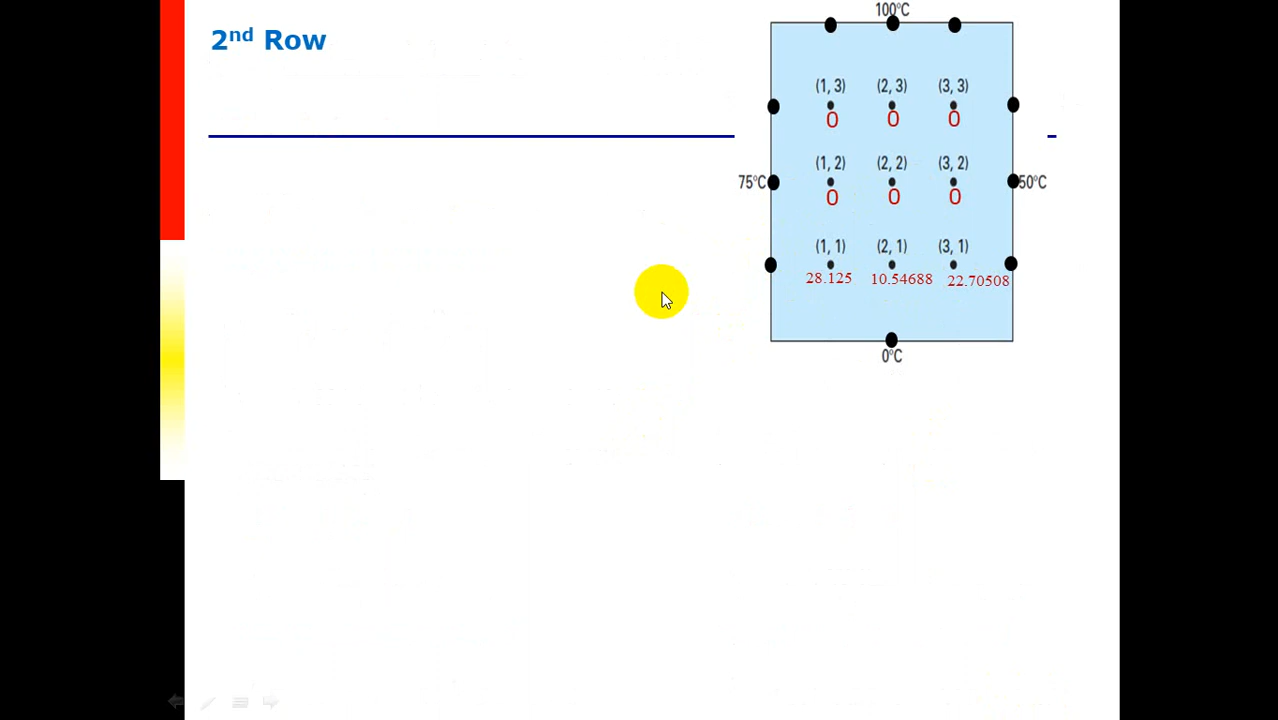 2nd Row
100°C
(1, 3) (2, 3) (3, 3)
0 0 0
(1, 2) (2, 2) (3, 2)
75°C 50°C
0 0 0
(1, 1) (2, 1) (3, 1)
28.125 10.54688 22.70508
0°C